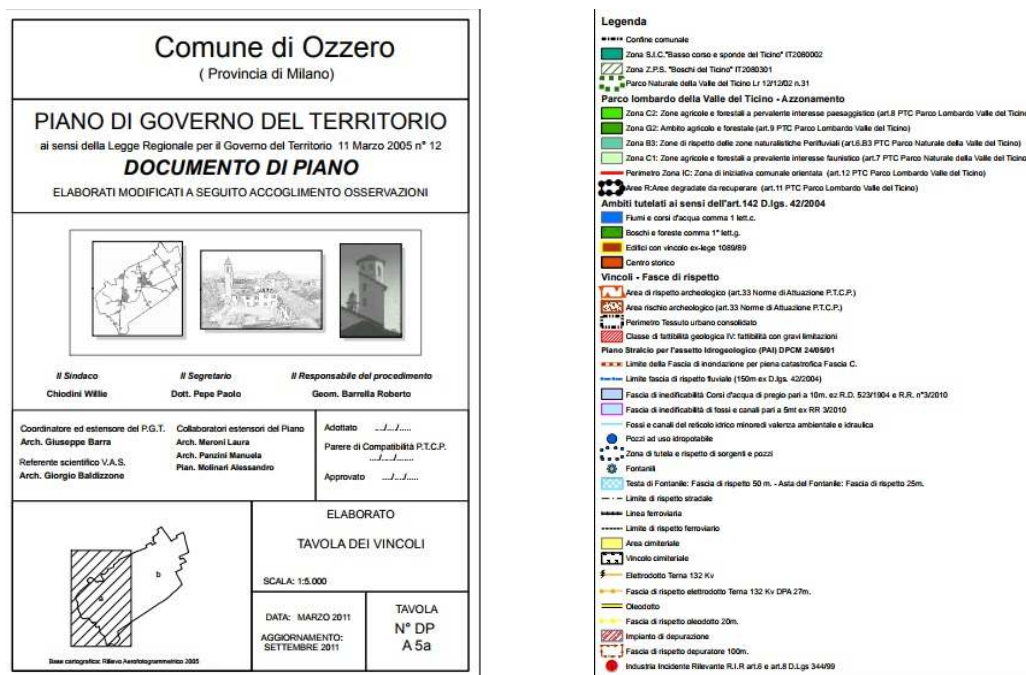 Comune di Ozzero
( Provincia di Milano)
PIANO DI GOVERNO DEL TERRITORIO
ai sensi della Legge Regionale per il Governo del Territorio 11 Marzo 2005 n° 12
DOCUMENTO DI PIANO
ELABORATI MODIFICATI A SEGUITO ACCOGLIMENTO OSSERVAZIONI
Il Sindaco
Chiodini Willie
Il Segretario
Dott. Pepe Paolo
Il Responsabile del procedimento
Geom. Barrella Roberto
Coordinatore ed estensore del P.G.T.
Arch. Giuseppe Barra
Referente scientifico V.A.S.
Arch. Giorgio Baldizzone
Collaboratori estensori del Piano
Arch. Meroni Laura
Arch. Panzini Manuela
Pian. Molinari Alessandro
Adottato ..../..../.....
Parere di Compatibilità P.T.C.P.
..../....../.......
Approvato ..../..../.....
a
b
Base cartografica: Rilievo Aerofotogrammetrico 2005
ELABORATO
TAVOLA DEI VINCOLI
SCALA: 1:5.000
DATA: MARZO 2011
AGGIORNAMENTO:
SETTEMBRE 2011
TAVOLA
N° DP
A 5a
Legenda
Confine comunale
Zona S.I.C."Basso corso e sponde del Ticino" IT2080002
Zona Z.P.S. "Boschi del Ticino" IT2080301
Parco Naturale della Valle del Ticino Lr 12/12/02 n.31
Parco lombardo della Valle del Ticino - Azzonamento
Zona C2: Zone agricole e forestali a prevalente interesse paesaggistico (art.8 PTC Parco Lombardo Valle del Ticino
Zona G2: Ambito agricolo e forestale (art.9 PTC Parco Lombardo Valle del Ticino)
Zona B3: Zone di rispetto delle zone naturalistiche Perifluviali (art.6.B3 PTC Parco Naturale della Valle del Ticino)
Zona C1: Zone agricole e forestali a prevalente interesse faunistico (art.7 PTC Parco Naturale della Valle del Ticino
Perimetro Zona IC: Zona di iniziativa comunale orientata (art.12 PTC Parco Lombardo Valle del Ticino)
Aree R:Aree degradate da recuperare (art.11 PTC Parco Lombardo Valle del Ticino)
Ambiti tutelati ai sensi dell'art.142 D.lgs. 42/2004
Fiumi e corsi d'acqua comma 1 lett.c.
Boschi e foreste comma 1° lett.g.
Edifici con vincolo ex-lege 1089/89
Centro storico
Vincoli - Fasce di rispetto
Area di rispetto archeologico (art.33 Norme di Attuazione P.T.C.P.)
Area rischio archeologico (art.33 Norme di Attuazione P.T.C.P.)
Perimetro Tessuto urbano consolidato
Classe di fattibilità geologica IV: fattibilità con gravi limitazioni
Piano Stralcio per l'assetto Idrogeologico (PAI) DPCM 24/05/01
Limite della Fascia di inondazione per piena catastrofica Fascia C.
Limite fascia di rispetto fluviale (150m ex D.lgs. 42/2004)
Fascia di inedificabilità Corsi d'acqua di pregio pari a 10m. ez R.D. 523/1904 e R.R. n°3/2010
Fascia di inedificabilità di fossi e canali pari a 5mt ex RR 3/2010
Fossi e canali del reticolo idrico minoredi valenza ambientale e idraulica
Pozzi ad uso idropotabile
Zona di tutela e rispetto di sorgenti e pozzi
Fontanili
Testa di Fontanile: Fascia di rispetto 50 m. - Asta del Fontanile: Fascia di rispetto 25m.
Limite di rispetto stradale
Linea ferroviaria
Limite di rispetto ferroviario
Area cimiteriale
Vincolo cimiteriale
Elettrodotto Terna 132 Kv
Fascia di rispetto elettrodotto Terna 132 Kv DPA 27m.
Oleodotto
Fascia di rispetto oleodotto 20m.
Impianto di depurazione
Fascia di rispetto depuratore 100m.
Industria Incidente Rilevante R.I.R art.6 e art.8 D.Lgs 344/99